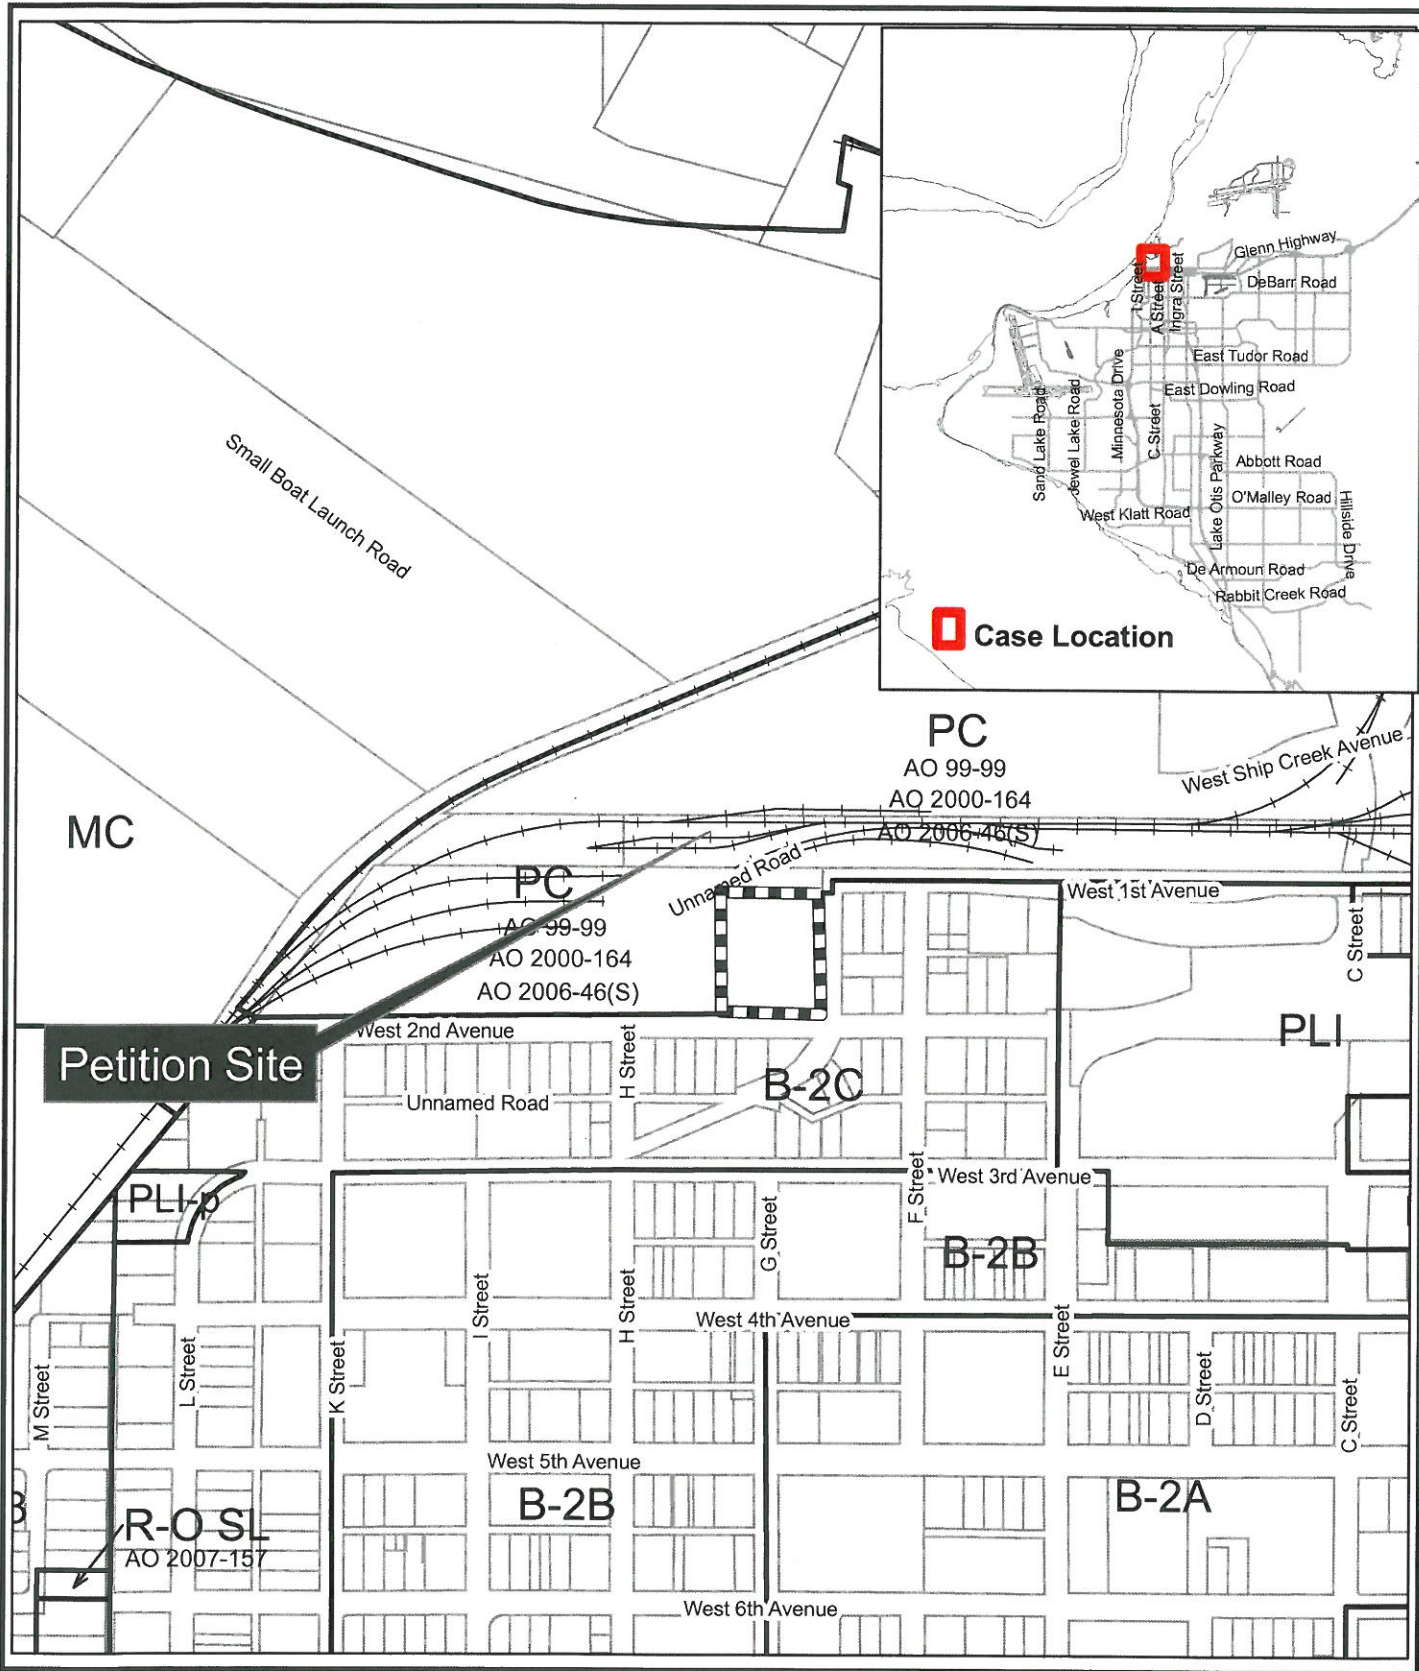 Glenn Highway
DeBarr Road
I Street
A Street
Ingra Street
East Tudor Road
East Dowling Road
Minnesota Drive
Sand Lake Road
Jewel Lake Road
C Street
Lake Otis Parkway
Abbott Road
O'Malley Road
Hillside Drive
West Klatt Road
De Armoun Road
Rabbit Creek Road
Case Location
Small Boat Launch Road
PC
AO 99-99
AO 2000-164
AO 2006-46(S)
West Ship Creek Avenue
MC
Unnamed Road
PC
AO 99-99
AO 2000-164
AO 2006-46(S)
West 1st Avenue
C Street
Petition Site
West 2nd Avenue
H Street
PLI
B-2C
Unnamed Road
West 3rd Avenue
F Street
PLI-p
G Street
B-2B
I Street
H Street
West 4th Avenue
E Street
M Street
L Street
K Street
D Street
C Street
West 5th Avenue
B-2B
B-2A
R-O SL
AO 2007-157
West 6th Avenue